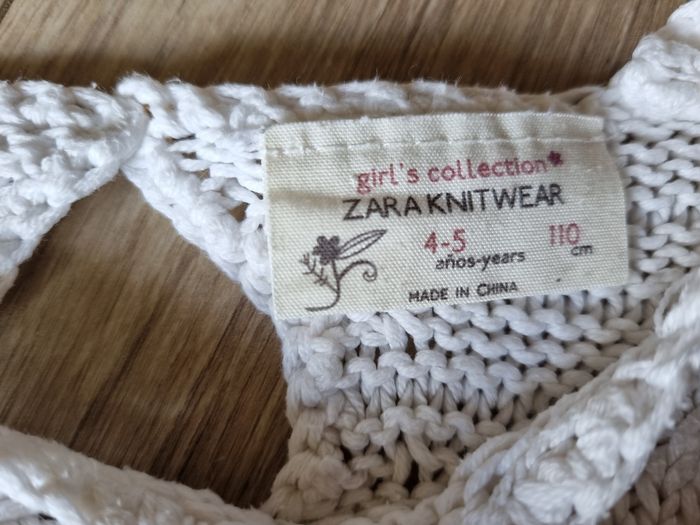 girl's collection
ZARA KNITWEAR
4-5 110
años-years cm
MADE IN CHINA